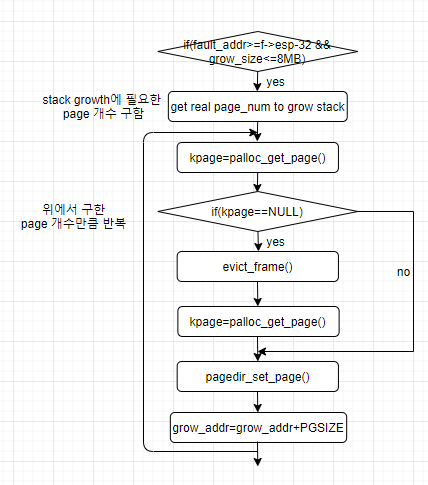 if(fault_addr>=f->esp-32 &&
grow_size<=8MB)
yes
stack growth에 필요한
page 개수 구함
get real page_num to grow stack
kpage=palloc_get_page()
위에서 구한
page 개수만큼 반복
if(kpage==NULL)
yes
evict_frame()
no
kpage=palloc_get_page()
pagedir_set_page()
grow_addr=grow_addr+PGSIZE